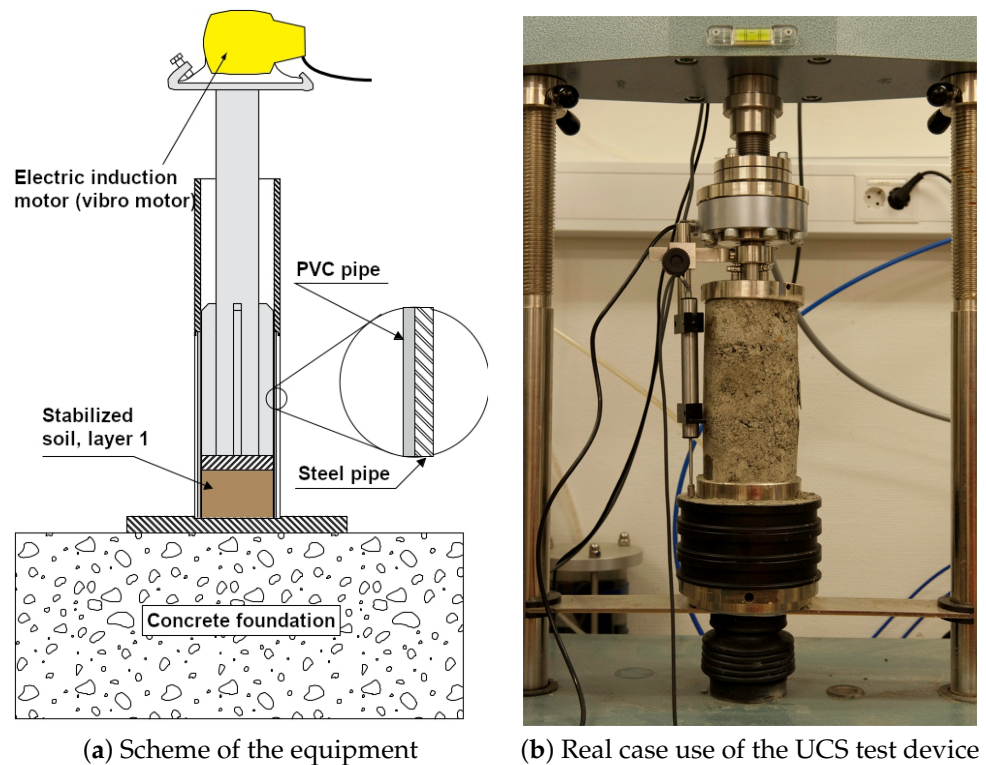 Electric induction
motor (vibro motor)
PVC pipe
Stabilized
soil, layer 1
Steel pipe
Concrete foundation
(a) Scheme of the equipment
(b) Real case use of the UCS test device